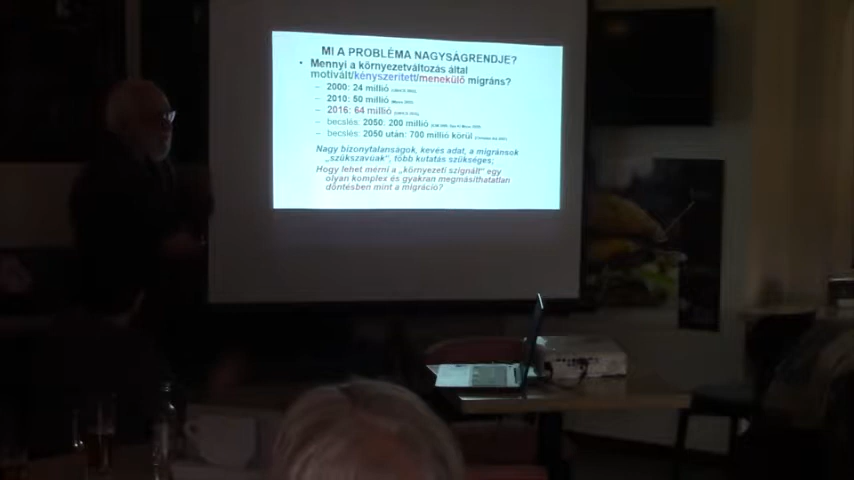 MI A PROBLÉMA NAGYSÁGRENDJE?
• Mennyi a környezetváltozás által
motivált/kényszerített/menekülő migráns?
– 2000: 24 millió
– 2010: 50 millió
– 2016: 64 millió
– becslés: 2050: 200 millió
– becslés: 2050 után: 700 millió körül
Nagy bizonytalanságok, kevés adat, a migránsok
„szűkszavúak”, több kutatás szükséges;
Hogy lehet mérni a „környezeti szignált” egy
olyan komplex és gyakran megmásíthatatlan
döntésben mint a migráció?